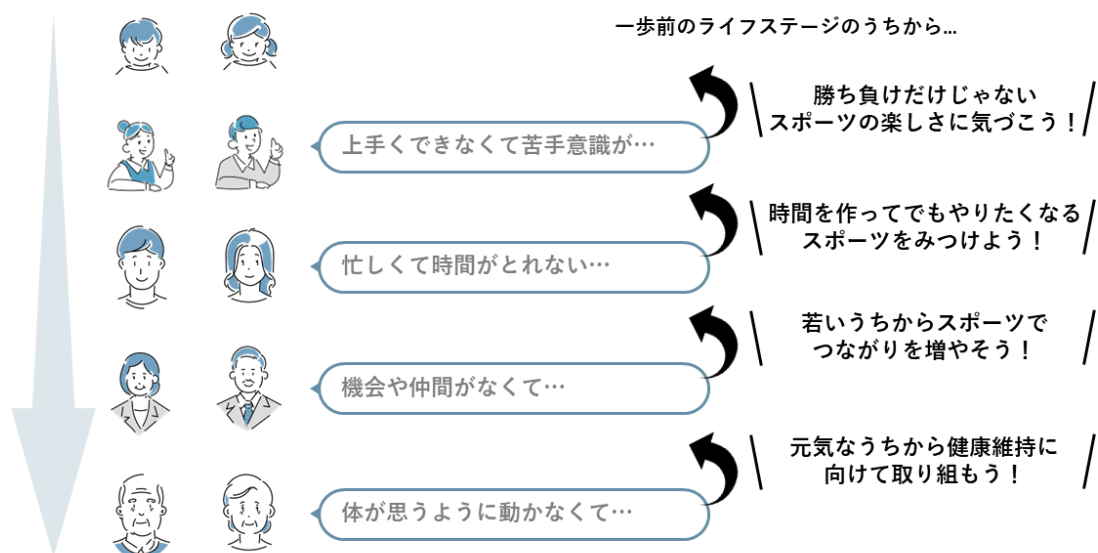 一歩前のライフステージのうちから...
勝ち負けだけじゃない
スポーツの楽しさに気づこう！
上手くできなくて苦手意識が…
時間を作ってでもやりたくなる
スポーツをみつけよう！
忙しくて時間がとれない…
若いうちからスポーツで
つながりを増やそう！
機会や仲間がなくて…
元気なうちから健康維持に
向けて取り組もう！
体が思うように動かなくて…